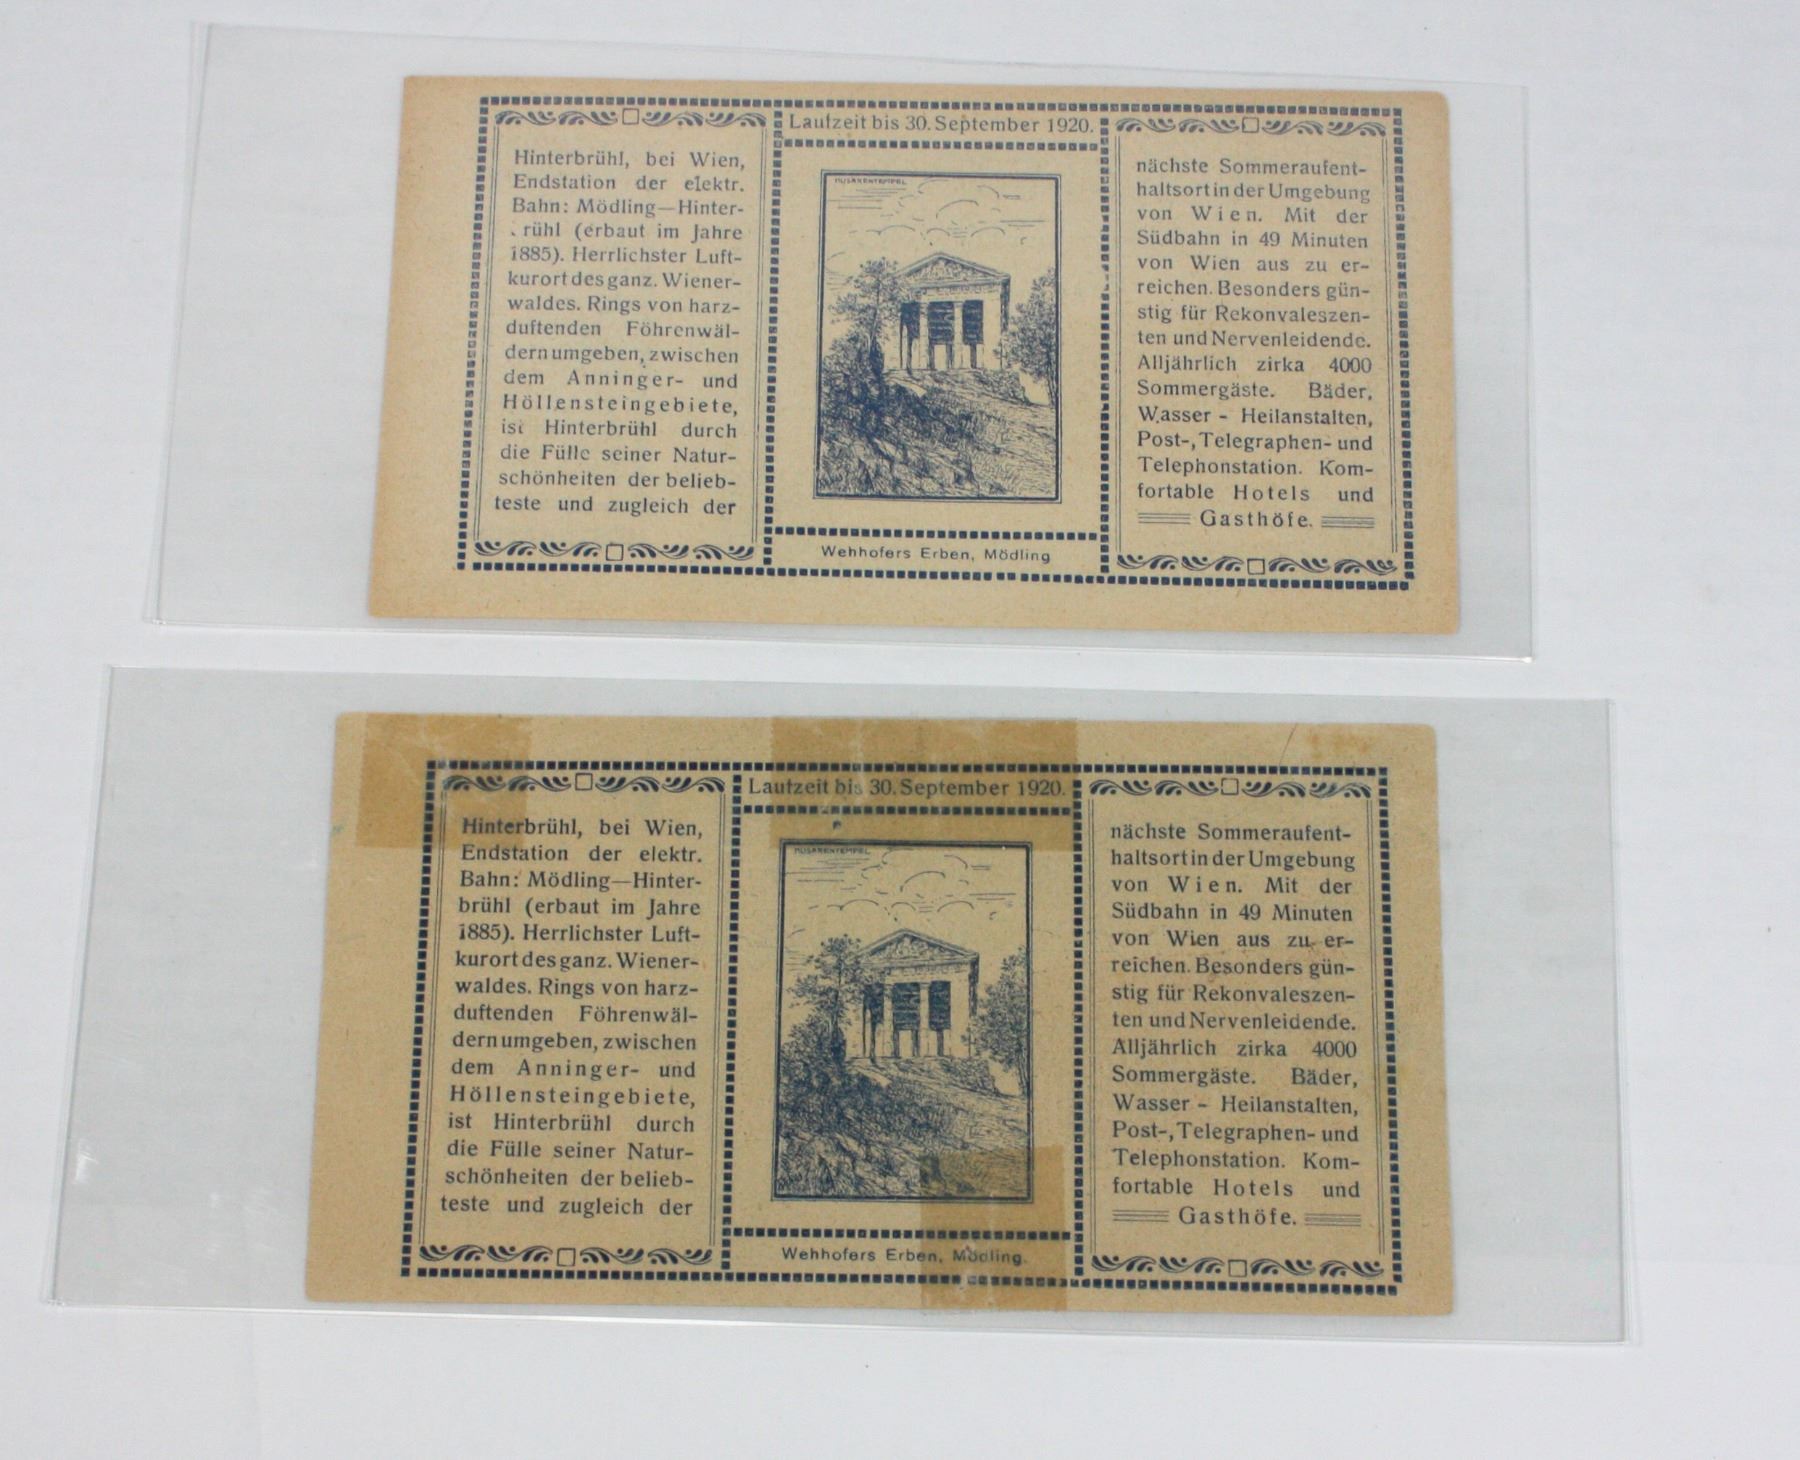 Hinterbrühl, bei Wien,
Endstation der elektr.
Bahn: Mödling—Hinter-
rühl (erbaut im Jahre
1885). Herrlichster Luft-
kurort des ganz. Wiener-
waldes. Rings von harz-
duftenden Föhrenwäl-
dern umgeben, zwischen
dem Anninger- und
Höllensteingebiete,
ist Hinterbrühl durch
die Fülle seiner Natur-
schönheiten der belieb-
teste und zugleich der
Laufzeit bis 30. September 1920.
HUSARENTEMPEL
Wehhofers Erben, Mödling
nächste Sommeraufent-
haltsort in der Umgebung
von Wien. Mit der
Südbahn in 49 Minuten
von Wien aus zu er-
reichen. Besonders gün-
stig für Rekonvaleszen-
ten und Nervenleidende.
Alljährlich zirka 4000
Sommergäste. Bäder,
Wasser - Heilanstalten,
Post-, Telegraphen- und
Telephonstation. Kom-
fortable Hotels und
Gasthöfe.
Hinterbrühl, bei Wien,
Endstation der elektr.
Bahn: Mödling—Hinter-
brühl (erbaut im Jahre
1885). Herrlichster Luft-
kurort des ganz. Wiener-
waldes. Rings von harz-
duftenden Föhrenwäl-
dern umgeben, zwischen
dem Anninger- und
Höllensteingebiete,
ist Hinterbrühl durch
die Fülle seiner Natur-
schönheiten der belieb-
teste und zugleich der
Laufzeit bis 30. September 1920.
HUSARENTEMPEL
Wehhofers Erben, Mödling.
nächste Sommeraufent-
haltsort in der Umgebung
von Wien. Mit der
Südbahn in 49 Minuten
von Wien aus zu er-
reichen. Besonders gün-
stig für Rekonvaleszen-
ten und Nervenleidende.
Alljährlich zirka 4000
Sommergäste. Bäder,
Wasser - Heilanstalten,
Post-, Telegraphen- und
Telephonstation. Kom-
fortable Hotels und
Gasthöfe.